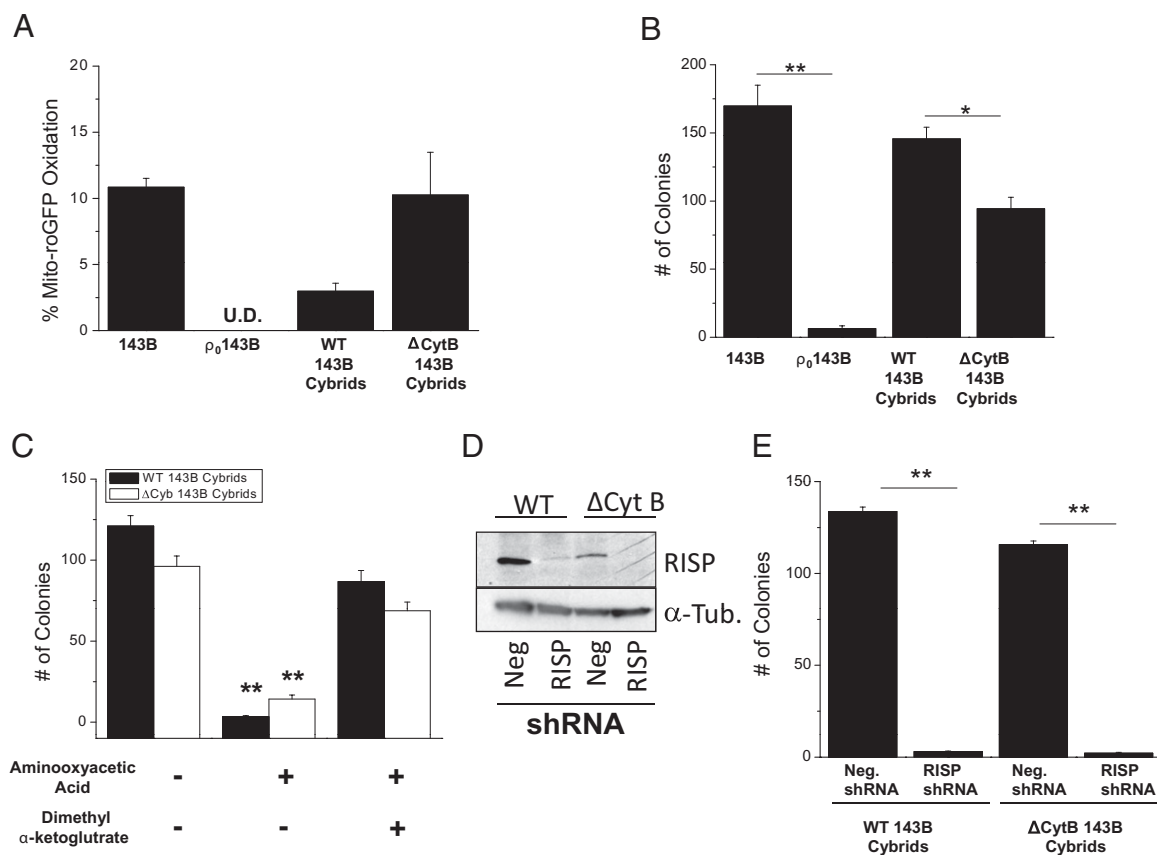 A
% Mito-roGFP Oxidation
20
15
10
5
0
U.D.
143B
ρ0143B
WT
143B
Cybrids
ΔCytB
143B
Cybrids
B
# of Colonies
200
150
100
50
0
**
*
143B
ρ0143B
WT
143B
Cybrids
ΔCytB
143B
Cybrids
C
WT 143B Cybrids
ΔCyb 143B Cybrids
# of Colonies
150
100
50
0
**
**
Aminooxyacetic
Acid
- + +
Dimethyl
α-ketoglutrate
- - +
D
WT ΔCyt B
RISP
α-Tub.
Neg
RISP
Neg
RISP
shRNA
E
# of Colonies
150
100
50
0
**
**
Neg.
shRNA
RISP
shRNA
Neg.
shRNA
RISP
shRNA
WT 143B
Cybrids
ΔCytB 143B
Cybrids